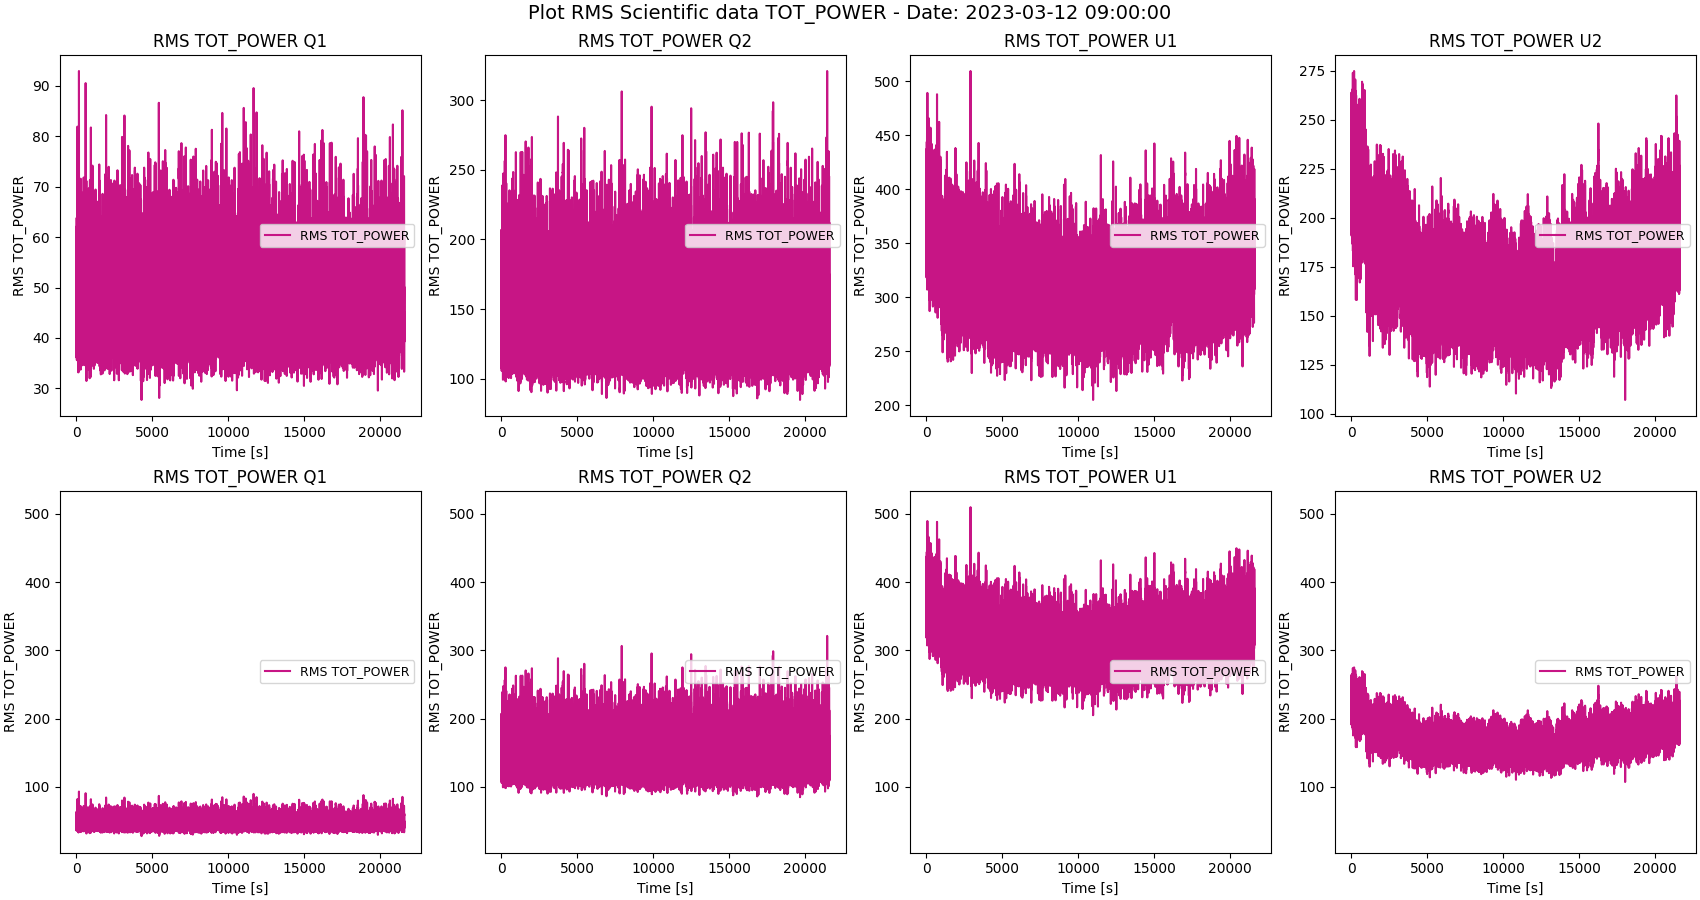 Plot RMS Scientific data TOT_POWER - Date: 2023-03-12 09:00:00
RMS TOT_POWER Q1
RMS TOT_POWER
90
80
70
60
50
40
30
RMS TOT_POWER
0 5000 10000 15000 20000
Time [s]
RMS TOT_POWER Q2
RMS TOT_POWER
300
250
200
150
100
RMS TOT_POWER
0 5000 10000 15000 20000
Time [s]
RMS TOT_POWER U1
RMS TOT_POWER
500
450
400
350
300
250
200
RMS TOT_POWER
0 5000 10000 15000 20000
Time [s]
RMS TOT_POWER U2
RMS TOT_POWER
275
250
225
200
175
150
125
100
RMS TOT_POWER
0 5000 10000 15000 20000
Time [s]
RMS TOT_POWER Q1
RMS TOT_POWER
500
400
300
200
100
RMS TOT_POWER
0 5000 10000 15000 20000
Time [s]
RMS TOT_POWER Q2
RMS TOT_POWER
500
400
300
200
100
RMS TOT_POWER
0 5000 10000 15000 20000
Time [s]
RMS TOT_POWER U1
RMS TOT_POWER
500
400
300
200
100
RMS TOT_POWER
0 5000 10000 15000 20000
Time [s]
RMS TOT_POWER U2
RMS TOT_POWER
500
400
300
200
100
RMS TOT_POWER
0 5000 10000 15000 20000
Time [s]